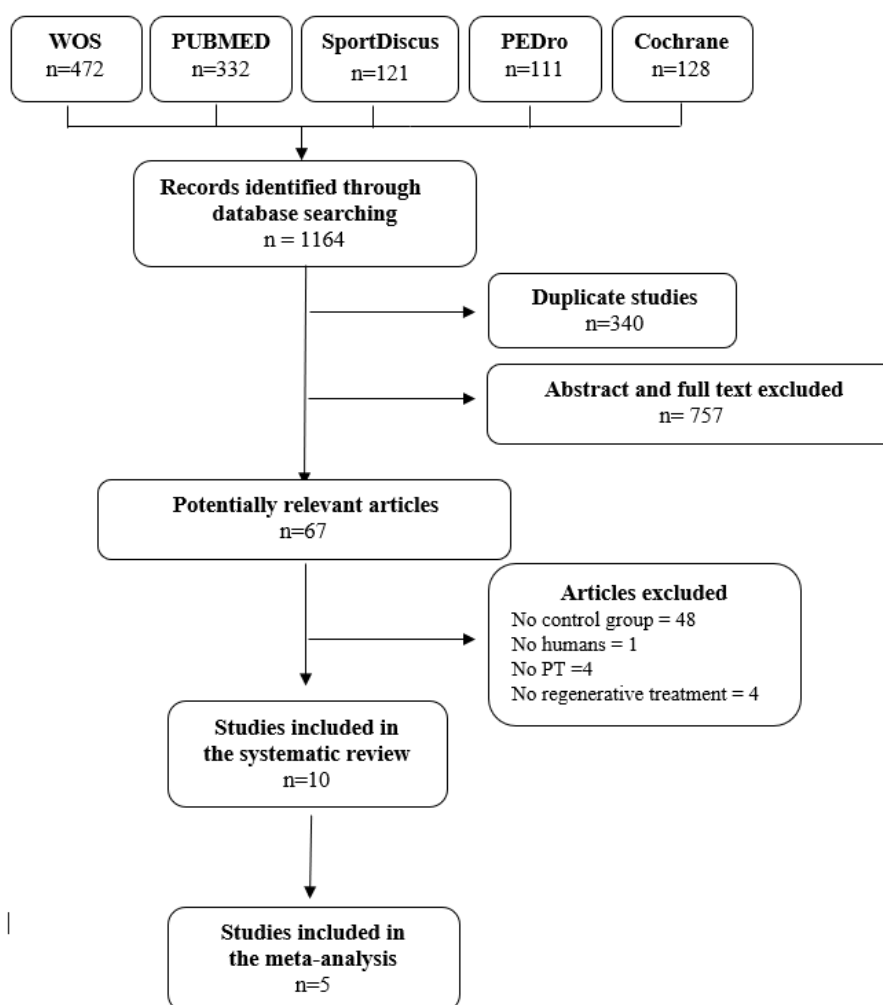 WOS
n=472
PUBMED
n=332
SportDiscus
n=121
PEDro
n=111
Cochrane
n=128
Records identified through
database searching
n = 1164
Duplicate studies
n=340
Abstract and full text excluded
n= 757
Potentially relevant articles
n=67
Articles excluded
No control group = 48
No humans = 1
No PT =4
No regenerative treatment = 4
Studies included in
the systematic review
n=10
Studies included in
the meta-analysis
n=5